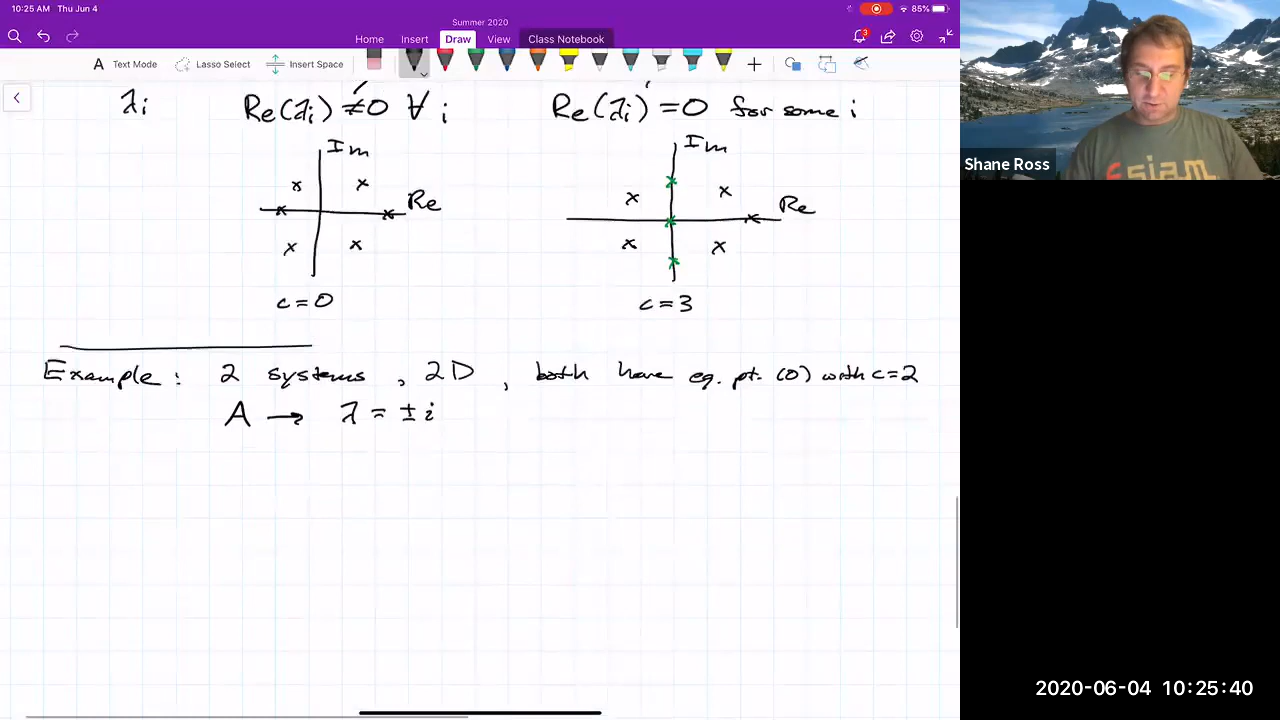 10:25 AM Thu Jun 4
85%
Summer 2020
Home Insert Draw View Class Notebook
3
A Text Mode Lasso Select Insert Space
λi Re(λi) ≠ 0 ∀ i Re(λi) = 0 for some i
Im Im
Re Re
c = 0 c = 3
Example: 2 systems, 2D, both have eq. pt. (0) with c=2
A → λ = ± i
Shane Ross
siam
2020-06-04 10:25:40